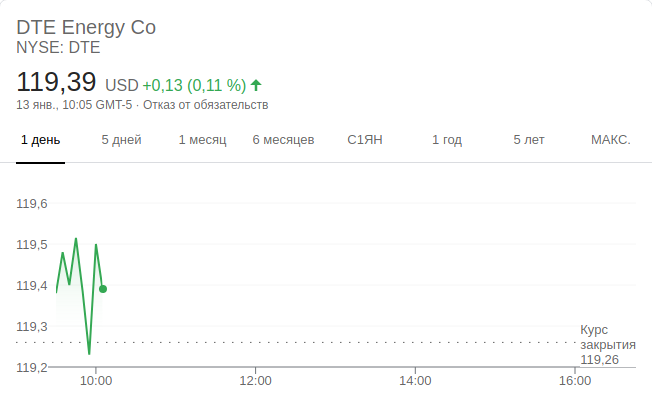 DTE Energy Co
NYSE: DTE
119,39 USD +0,13 (0,11 %)
13 янв., 10:05 GMT-5 · Отказ от обязательств
1 день 5 дней 1 месяц 6 месяцев С1ЯН 1 год 5 лет МАКС.
119,6
119,5
119,4
119,3
Курс
закрытия
119,26
119,2
10:00 12:00 14:00 16:00